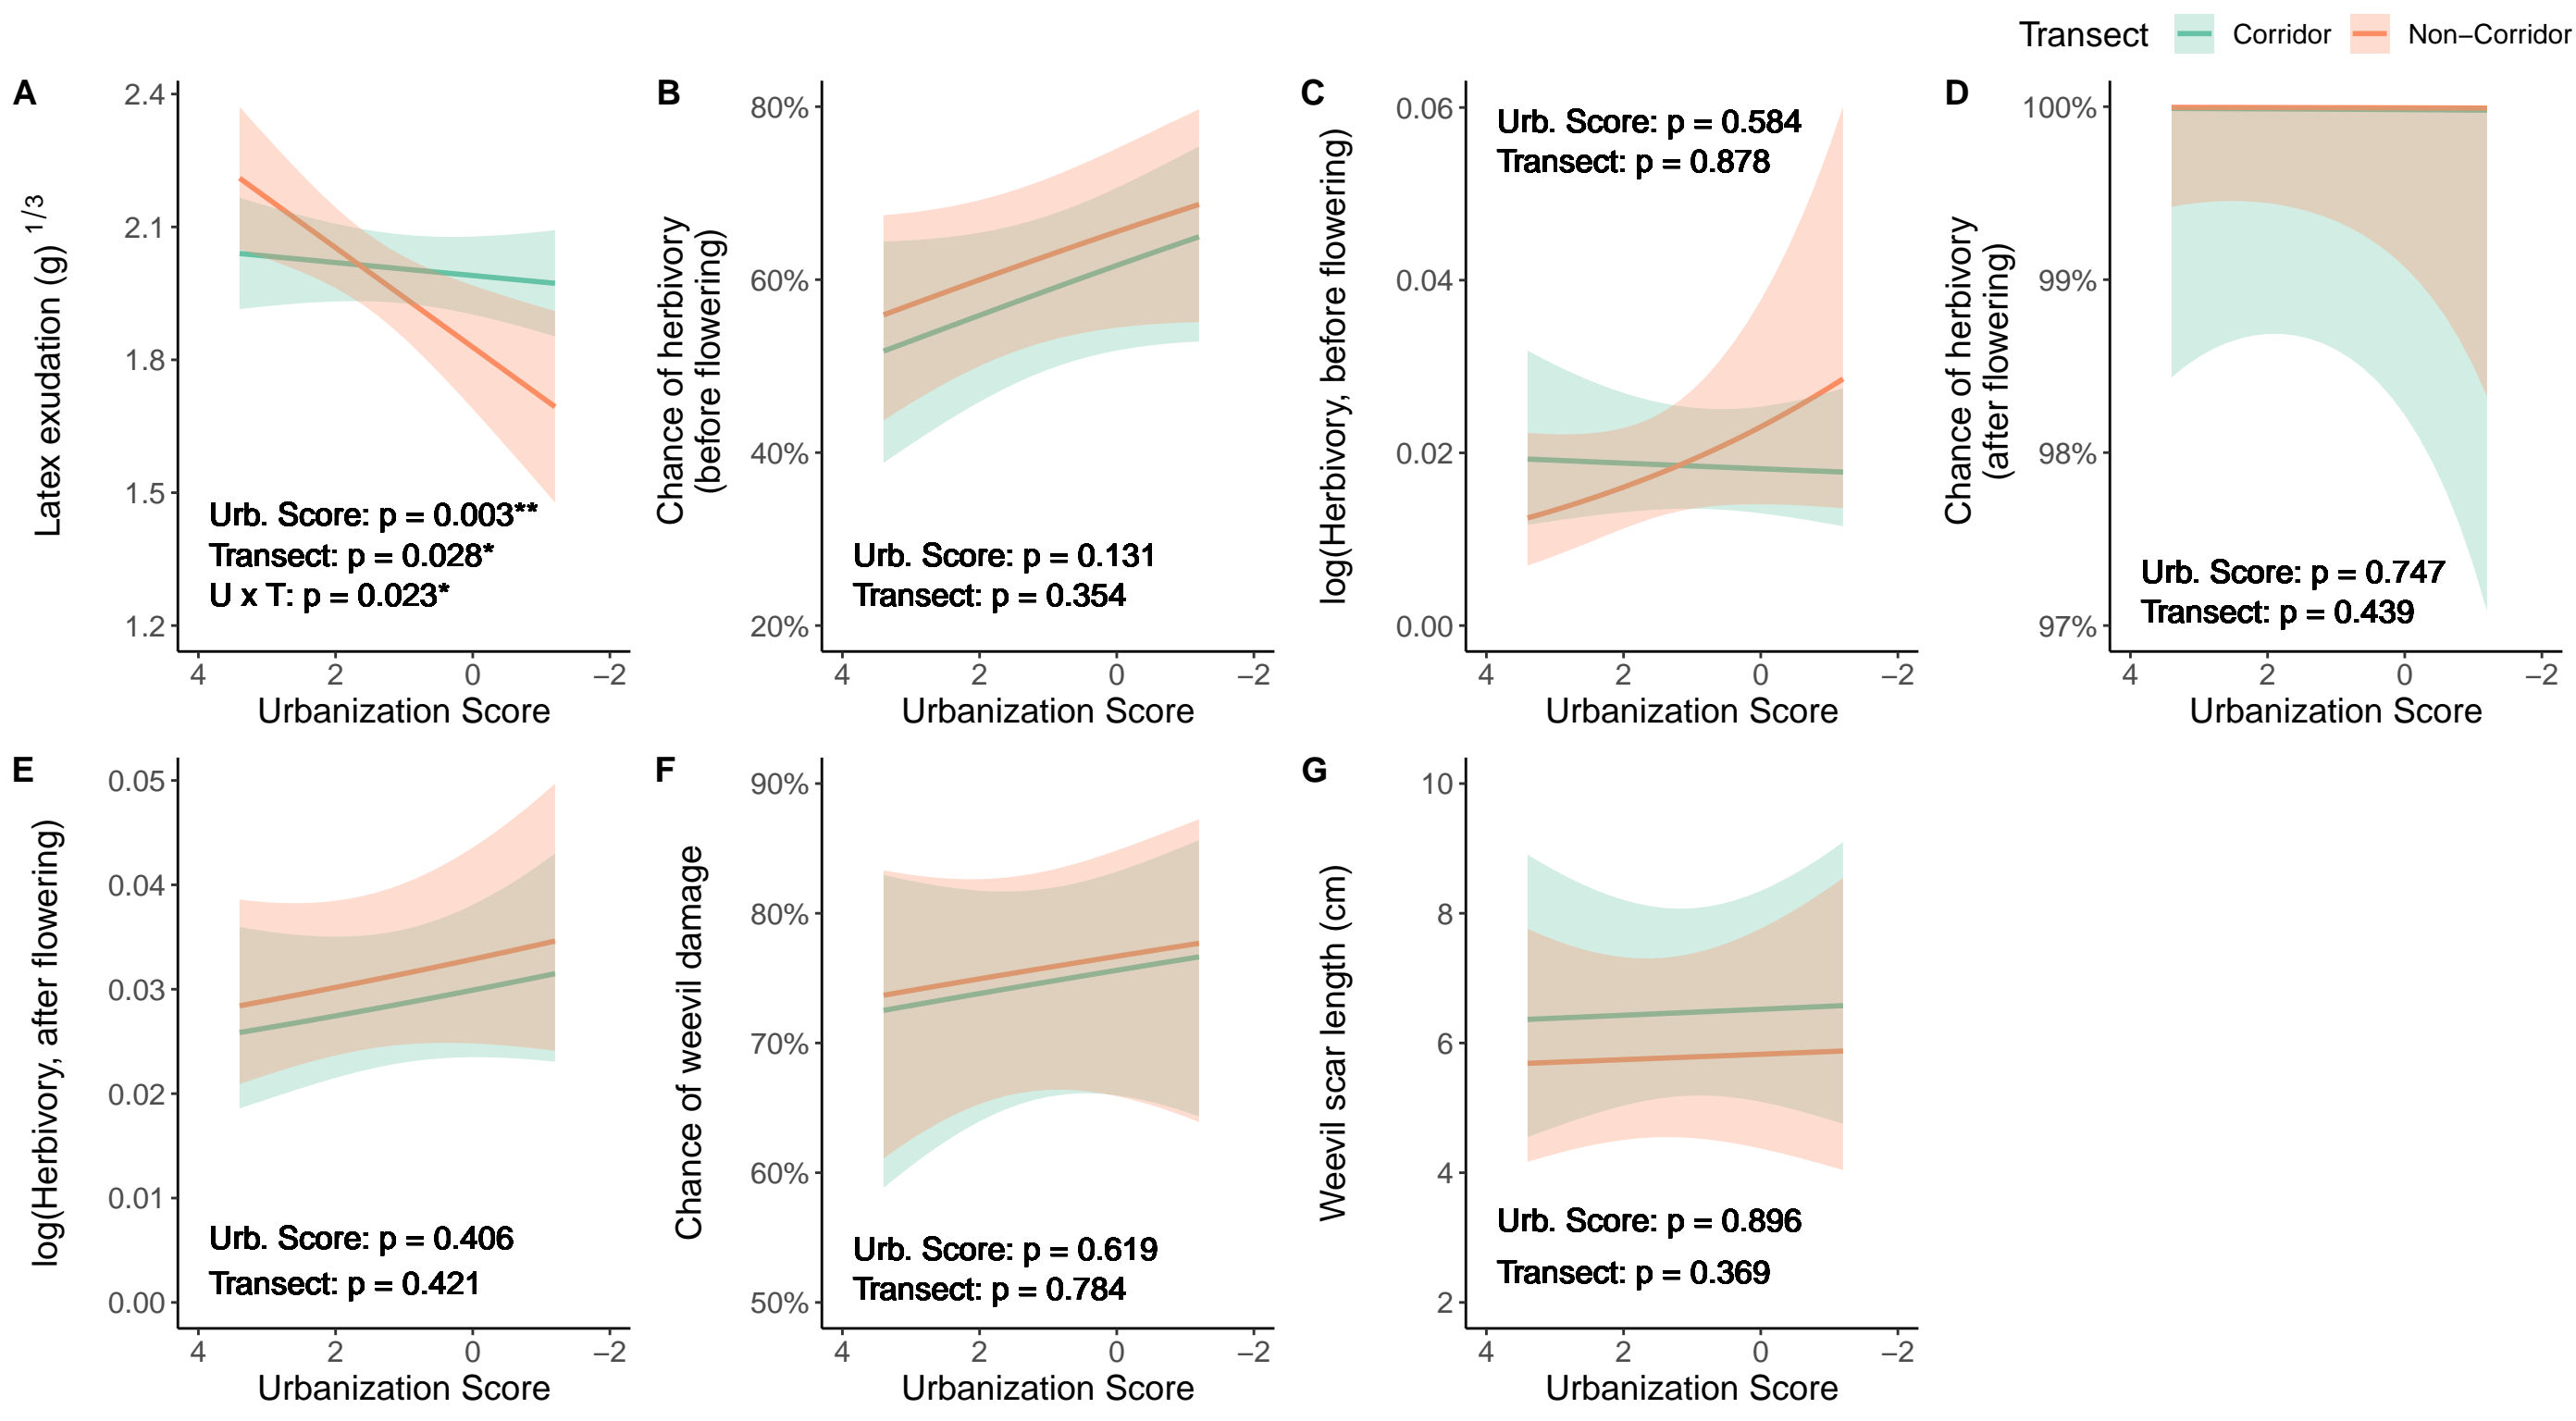 Transect Corridor Non−Corridor
A
Latex exudation (g) 1/3
2.4
2.1
1.8
1.5
1.2
Urb. Score: p = 0.003**
Transect: p = 0.028*
U x T: p = 0.023*
4 2 0 −2
Urbanization Score
B
Chance of herbivory
(before flowering)
80%
60%
40%
20%
Urb. Score: p = 0.131
Transect: p = 0.354
4 2 0 −2
Urbanization Score
C
log(Herbivory, before flowering)
0.06
0.04
0.02
0.00
Urb. Score: p = 0.584
Transect: p = 0.878
4 2 0 −2
Urbanization Score
D
Chance of herbivory
(after flowering)
100%
99%
98%
97%
Urb. Score: p = 0.747
Transect: p = 0.439
4 2 0 −2
Urbanization Score
E
log(Herbivory, after flowering)
0.05
0.04
0.03
0.02
0.01
0.00
Urb. Score: p = 0.406
Transect: p = 0.421
4 2 0 −2
Urbanization Score
F
Chance of weevil damage
90%
80%
70%
60%
50%
Urb. Score: p = 0.619
Transect: p = 0.784
4 2 0 −2
Urbanization Score
G
Weevil scar length (cm)
10
8
6
4
2
Urb. Score: p = 0.896
Transect: p = 0.369
4 2 0 −2
Urbanization Score